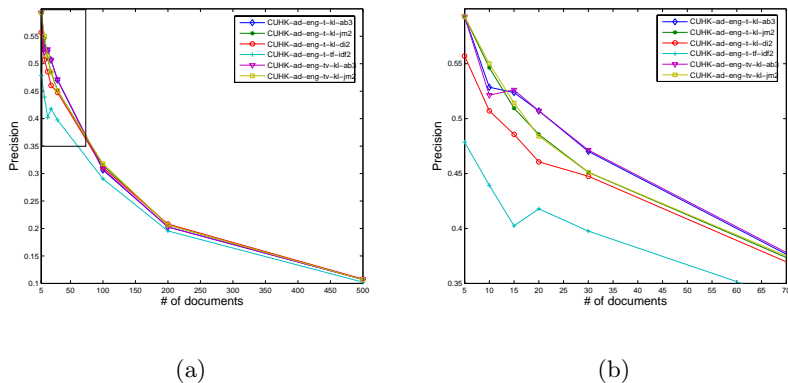 CUHK−ad−eng−t−kl−ab3
CUHK−ad−eng−t−kl−jm2
CUHK−ad−eng−t−kl−di2
CUHK−ad−eng−t−tf−idf2
CUHK−ad−eng−tv−kl−ab3
CUHK−ad−eng−tv−kl−jm2
0.55
0.5
0.45
0.4
0.35
0.3
0.25
0.2
0.15
0.1
Precision
5 50 100 200 300 400 500
# of documents
(a)
CUHK−ad−eng−t−kl−ab3
CUHK−ad−eng−t−kl−jm2
CUHK−ad−eng−t−kl−di2
CUHK−ad−eng−t−tf−idf2
CUHK−ad−eng−tv−kl−ab3
CUHK−ad−eng−tv−kl−jm2
0.55
0.5
0.45
0.4
0.35
Precision
5 10 15 20 25 30 35 40 45 50 55 60 65 70
# of documents
(b)